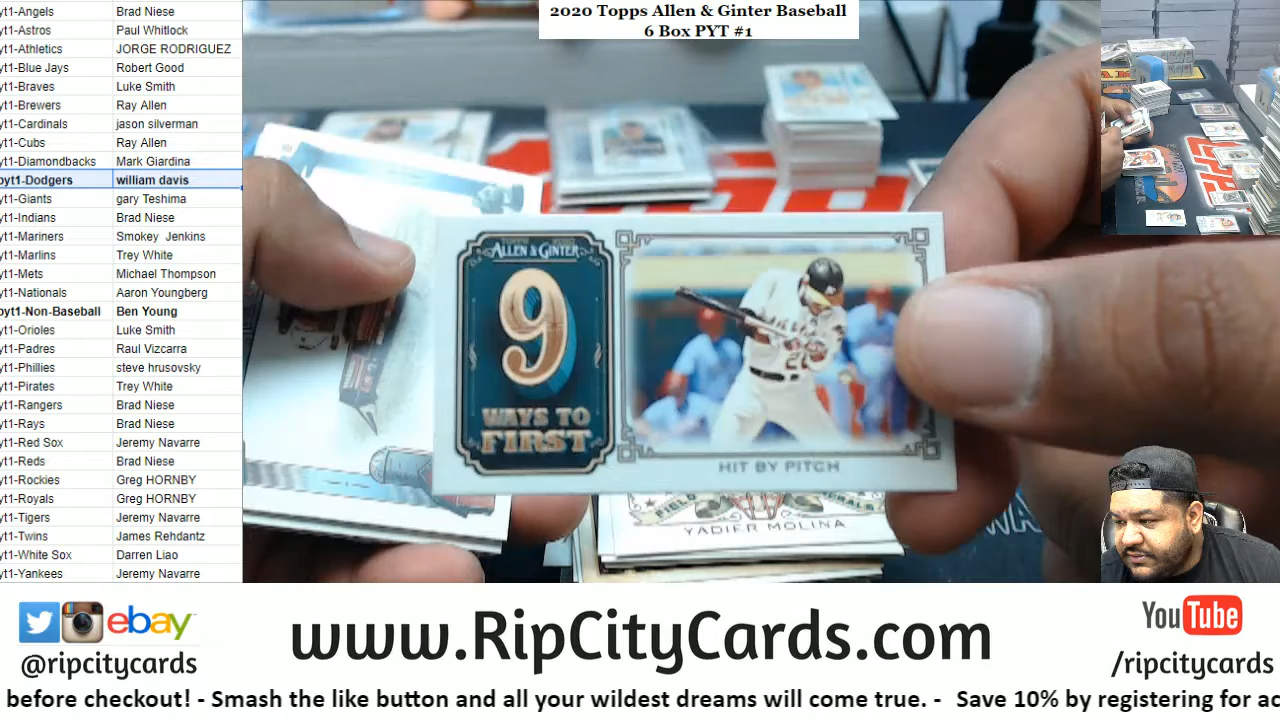 2020 Topps Allen & Ginter Baseball
6 Box PYT #1
yt1-Angels Brad Niese
yt1-Astros Paul Whitlock
yt1-Athletics JORGE RODRIGUEZ
yt1-Blue Jays Robert Good
yt1-Braves Luke Smith
yt1-Brewers Ray Allen
yt1-Cardinals jason silverman
yt1-Cubs Ray Allen
yt1-Diamondbacks Mark Giardina
pyt1-Dodgers william davis
yt1-Giants gary Teshima
yt1-Indians Brad Niese
yt1-Mariners Smokey Jenkins
yt1-Marlins Trey White
yt1-Mets Michael Thompson
yt1-Nationals Aaron Youngberg
pyt1-Non-Baseball Ben Young
yt1-Orioles Luke Smith
yt1-Padres Raul Vizcarra
yt1-Phillies steve hrusovsky
yt1-Pirates Trey White
yt1-Rangers Brad Niese
yt1-Rays Brad Niese
yt1-Red Sox Jeremy Navarre
yt1-Reds Brad Niese
yt1-Rockies Greg HORNBY
yt1-Royals Greg HORNBY
yt1-Tigers Jeremy Navarre
yt1-Twins James Rehdantz
yt1-White Sox Darren Liao
yt1-Yankees Jeremy Navarre
ALLEN & GINTER
9
WAYS TO
FIRST
HIT BY PITCH
YADIER MOLINA
ebay
@ripcitycards
www.RipCityCards.com
You Tube
/ripcitycards
before checkout! - Smash the like button and all your wildest dreams will come true. - Save 10% by registering for ac